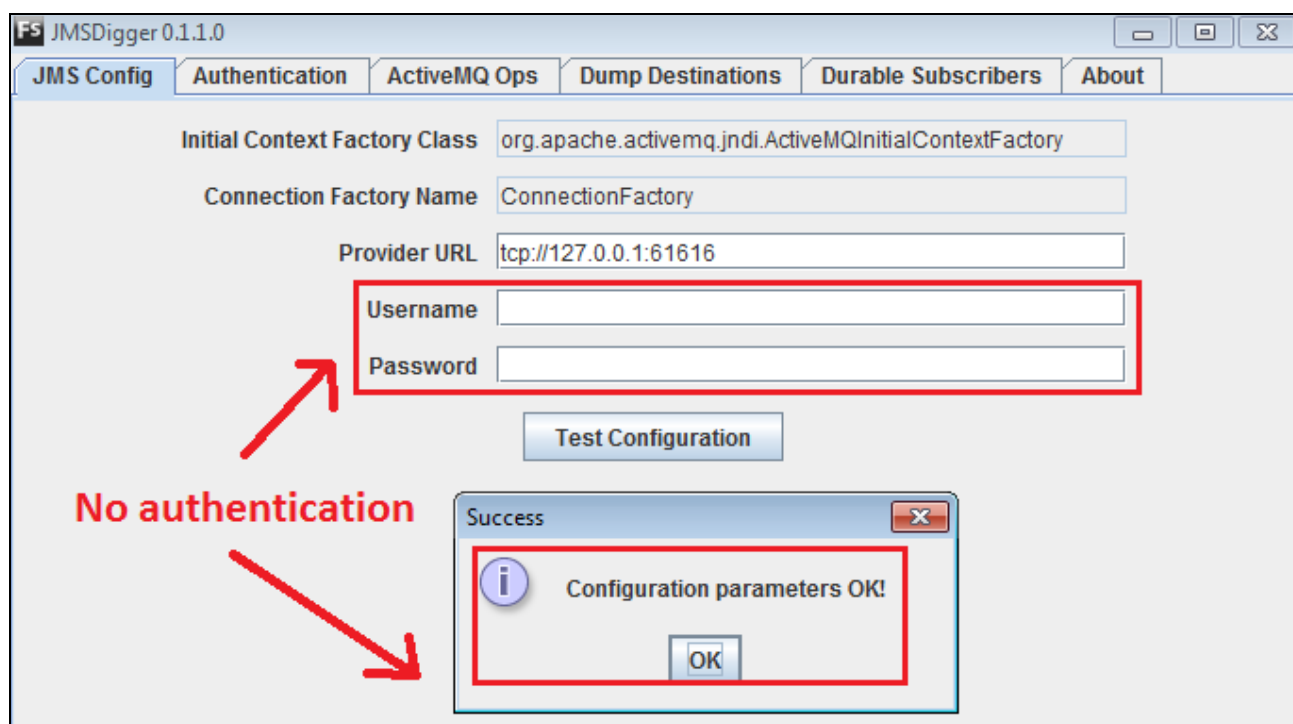 FS JMSDigger 0.1.1.0
JMS Config Authentication ActiveMQ Ops Dump Destinations Durable Subscribers About
Initial Context Factory Class org.apache.activemq.jndi.ActiveMQInitialContextFactory
Connection Factory Name ConnectionFactory
Provider URL tcp://127.0.0.1:61616
Username
Password
Test Configuration
No authentication
Success
i Configuration parameters OK!
OK